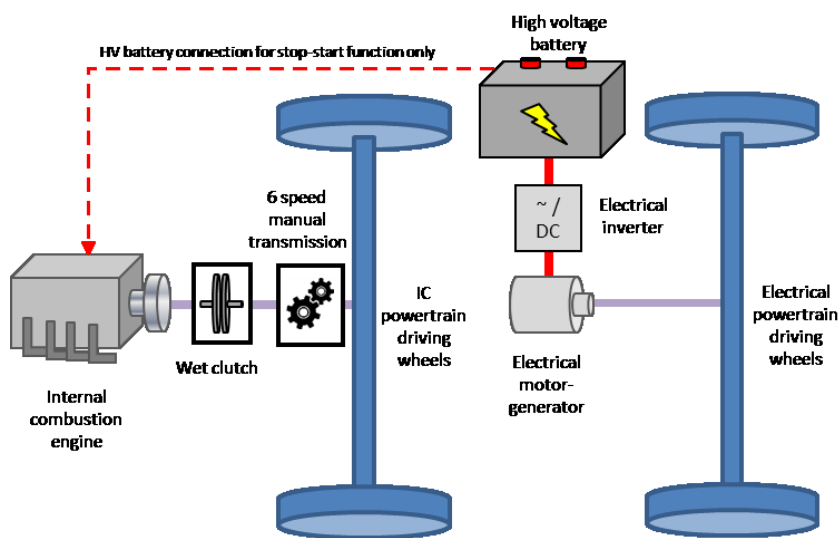 High voltage
battery
HV battery connection for stop-start function only
6 speed
manual
transmission
~ /
DC
Electrical
inverter
IC
powertrain
driving
wheels
Electrical
powertrain
driving
wheels
Wet clutch
Electrical
motor-
generator
Internal
combustion
engine